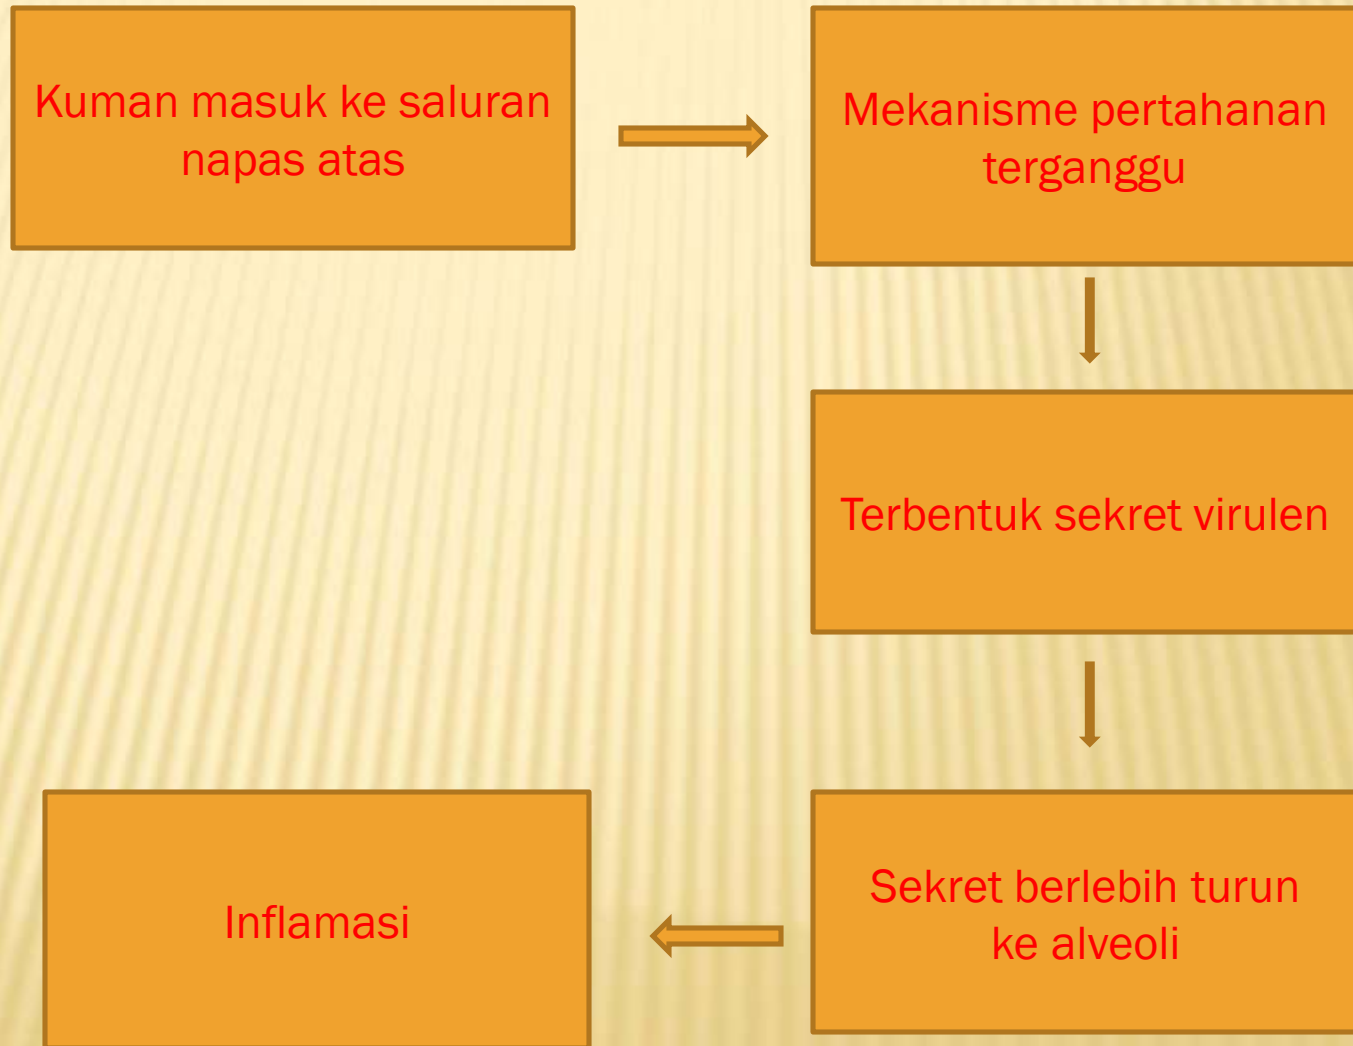 Kuman masuk ke saluran
napas atas
Mekanisme pertahanan
terganggu
Terbentuk sekret virulen
Sekret berlebih turun
ke alveoli
Inflamasi